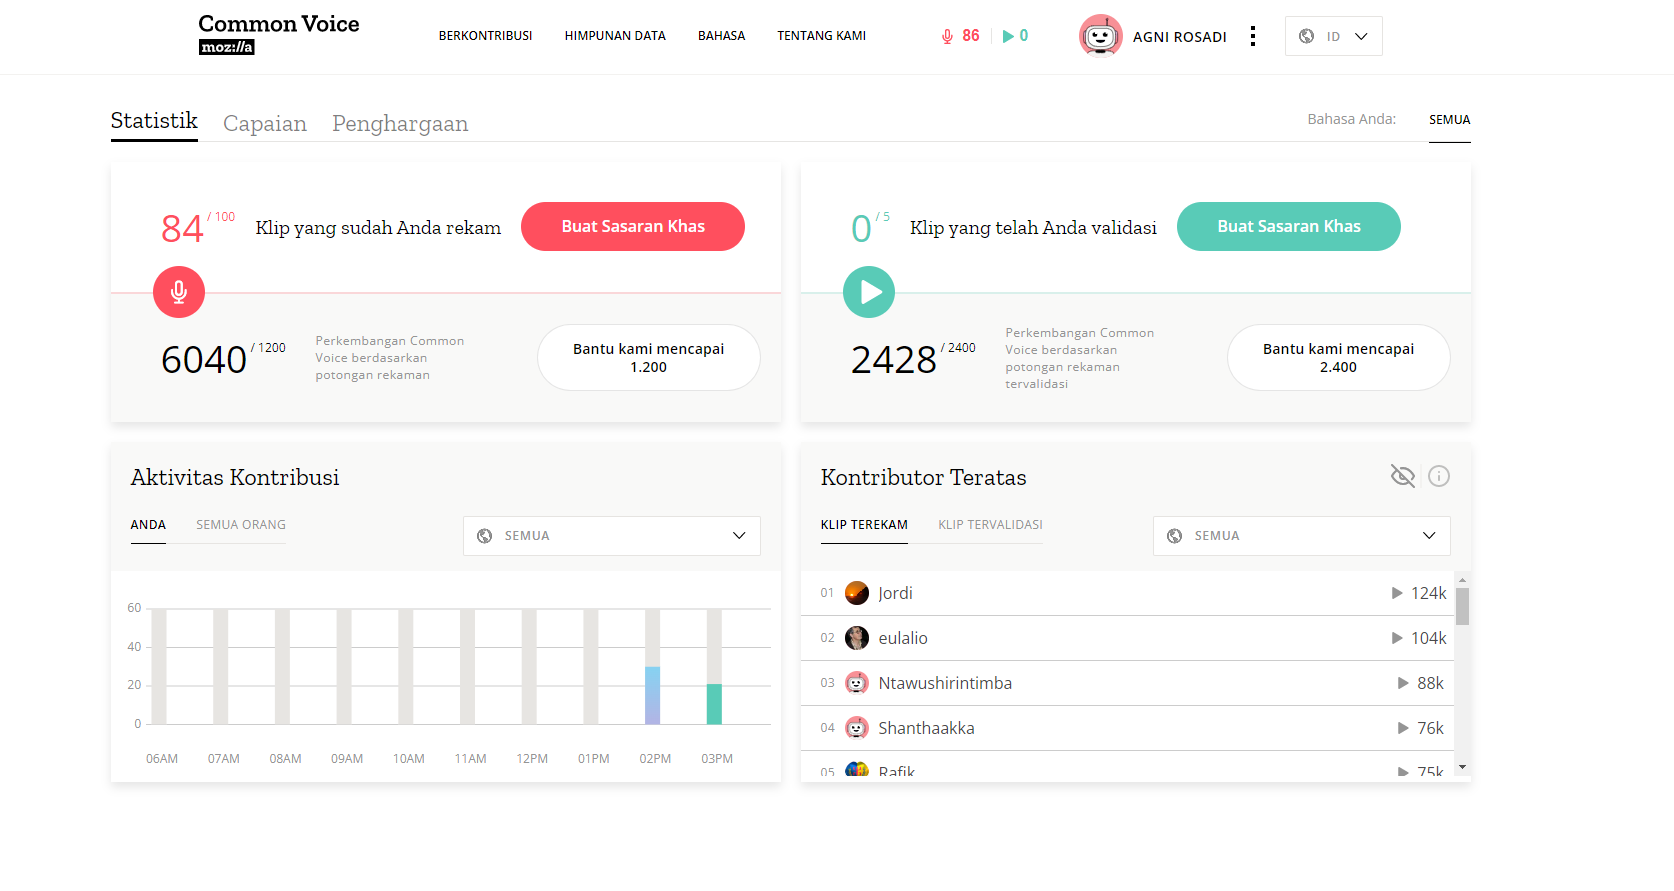 Common Voice
moz://a
BERKONTRIBUSI
HIMPUNAN DATA
BAHASA
TENTANG KAMI
86
0
AGNI ROSADI
ID
Statistik
Capaian
Penghargaan
Bahasa Anda:
SEMUA
84 / 100
Klip yang sudah Anda rekam
Buat Sasaran Khas
6040 / 1200
Perkembangan Common
Voice berdasarkan
potongan rekaman
Bantu kami mencapai
1.200
0 / 5
Klip yang telah Anda validasi
Buat Sasaran Khas
2428 / 2400
Perkembangan Common
Voice berdasarkan
potongan rekaman
tervalidasi
Bantu kami mencapai
2.400
Aktivitas Kontribusi
ANDA
SEMUA ORANG
SEMUA
60
40
20
0
06AM 07AM 08AM 09AM 10AM 11AM 12PM 01PM 02PM 03PM
Kontributor Teratas
KLIP TEREKAM
KLIP TERVALIDASI
SEMUA
01 Jordi 124k
02 eulalio 104k
03 Ntawushirintimba 88k
04 Shanthaakka 76k
05 Rafik 75k